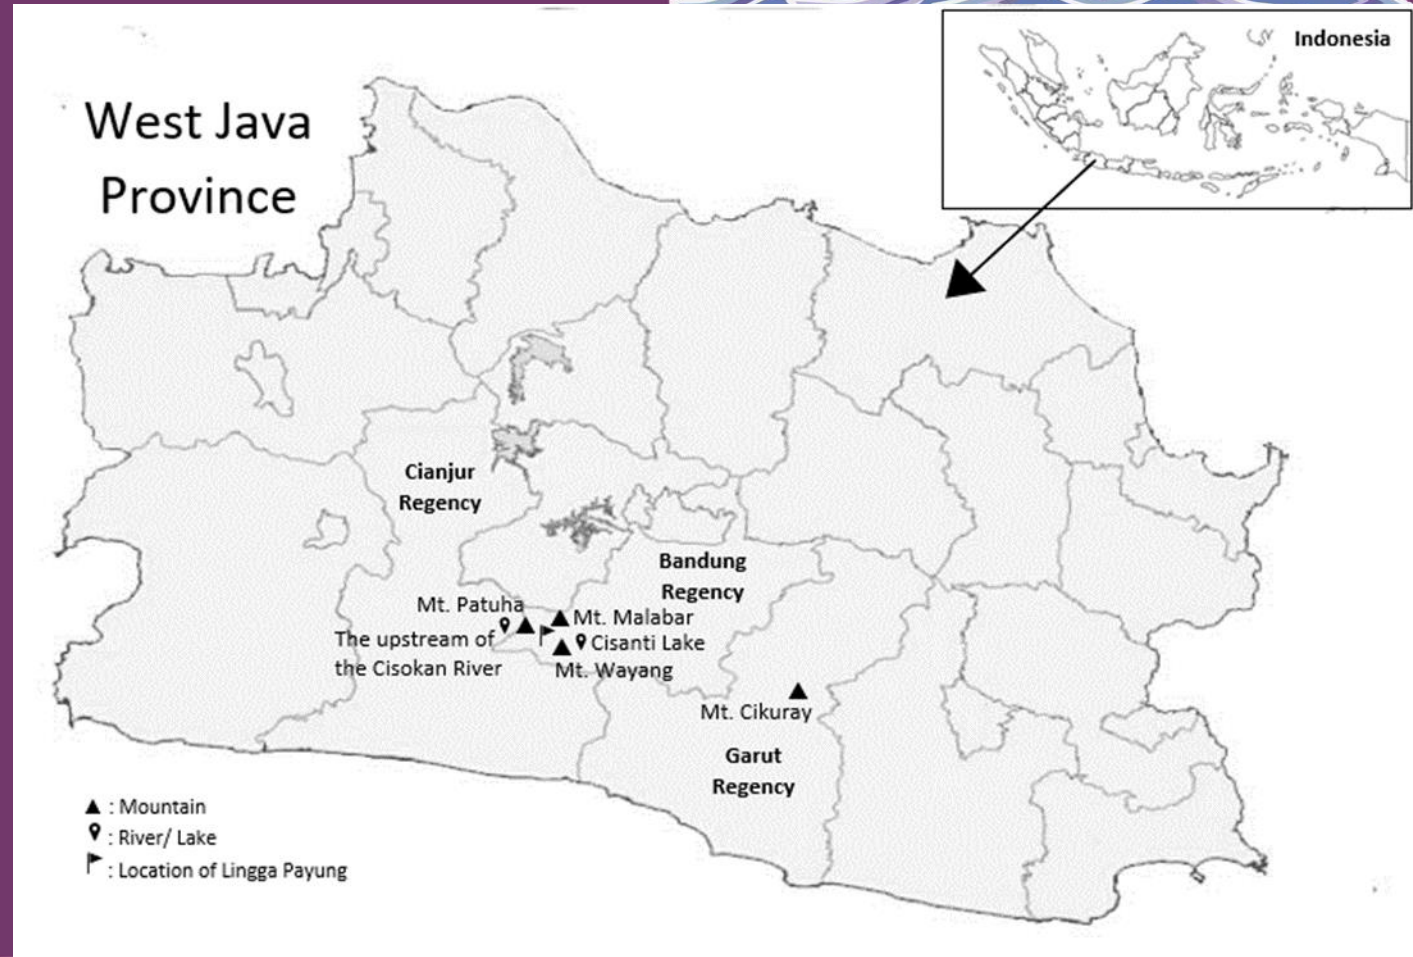 West Java
Province
Indonesia
Cianjur
Regency
Bandung
Regency
Mt. Patuha
Mt. Malabar
The upstream of
the Cisokan River
Cisanti Lake
Mt. Wayang
Mt. Cikuray
Garut
Regency
: Mountain
: River/ Lake
: Location of Lingga Payung